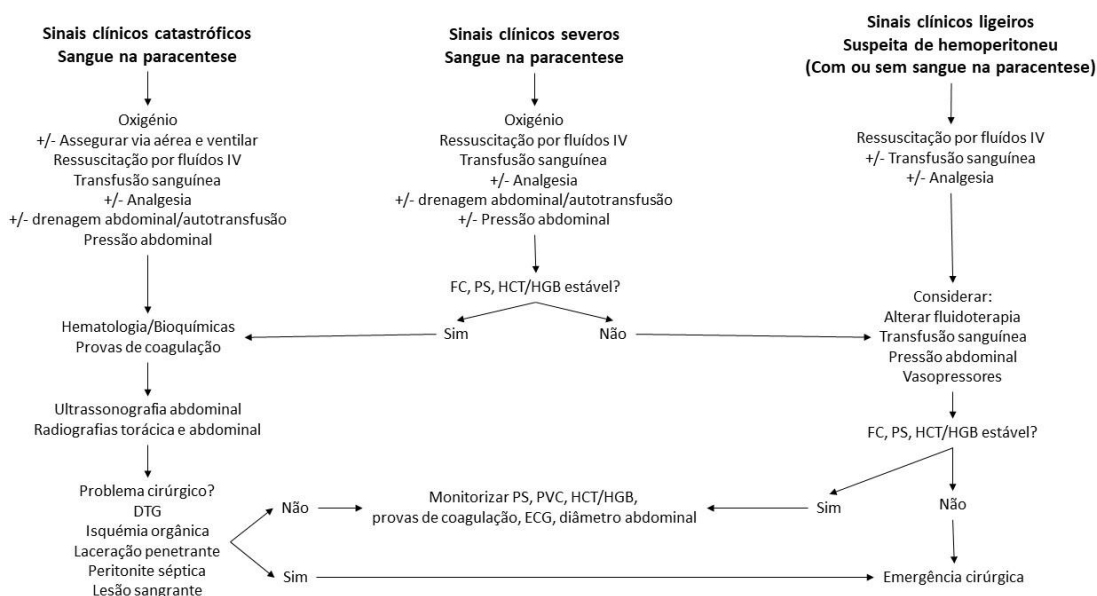 Sinais clínicos catastróficos
Sangue na paracentese
Oxigénio
+/- Assegurar via aérea e ventilar
Ressuscitação por fluídos IV
Transfusão sanguínea
+/- Analgesia
+/- drenagem abdominal/autotransfusão
Pressão abdominal
Sinais clínicos severos
Sangue na paracentese
Oxigénio
Ressuscitação por fluídos IV
Transfusão sanguínea
+/- Analgesia
+/- drenagem abdominal/autotransfusão
+/- Pressão abdominal
Sinais clínicos ligeiros
Suspeita de hemoperitoneu
(Com ou sem sangue na paracentese)
Ressuscitação por fluídos IV
+/- Transfusão sanguínea
+/- Analgesia
FC, PS, HCT/HGB estável?
Sim
Não
Hematologia/Bioquímicas
Provas de coagulação
Considerar:
Alterar fluidoterapia
Transfusão sanguínea
Pressão abdominal
Vasopressores
Ultrassonografia abdominal
Radiografias torácica e abdominal
FC, PS, HCT/HGB estável?
Problema cirúrgico?
DTG
Isquémia orgânica
Laceração penetrante
Peritonite séptica
Lesão sangrante
Não
Monitorizar PS, PVC, HCT/HGB,
provas de coagulação, ECG, diâmetro abdominal
Sim
Não
Sim
Emergência cirúrgica